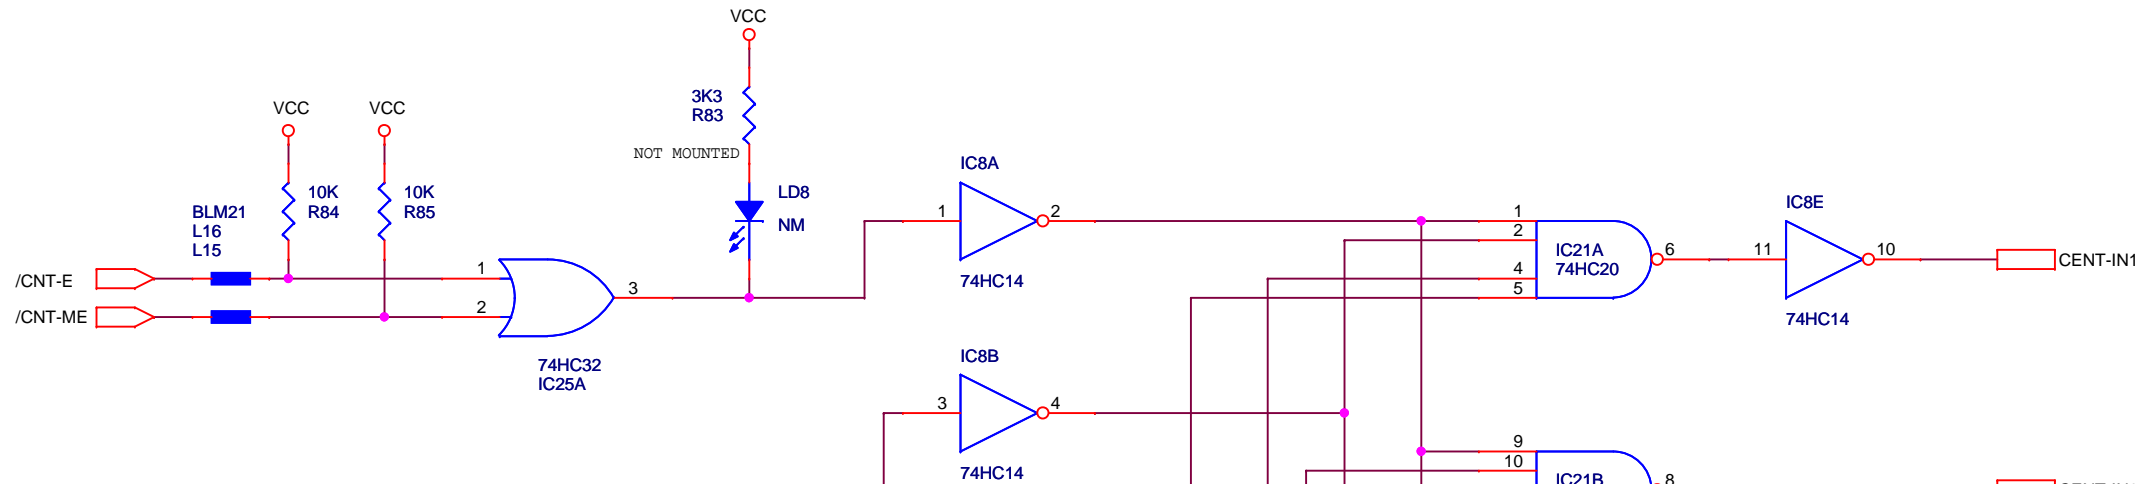 VCC
3K3
R83
VCC
VCC
NOT MOUNTED
IC8A
10K
R84
10K
R85
LD8
NM
BLM21
L16
L15
IC8E
1
2
1
2
4
5
IC21A
74HC20
6
11
10
CENT-IN1
/CNT-E
1
3
74HC14
/CNT-ME
2
74HC14
74HC32
IC25A
IC8B
3
4
74HC14
9
10
IC21B
8